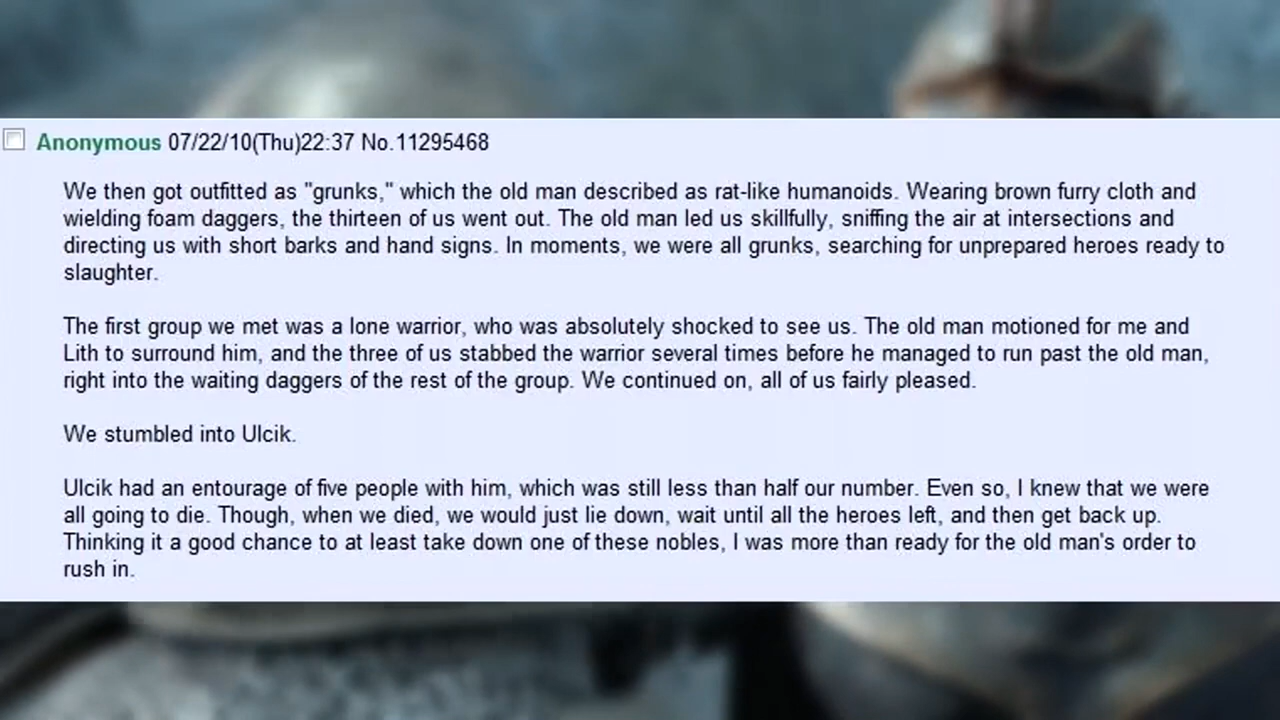 Anonymous 07/22/10(Thu)22:37 No.11295468
We then got outfitted as "grunks," which the old man described as rat-like humanoids. Wearing brown furry cloth and
wielding foam daggers, the thirteen of us went out. The old man led us skillfully, sniffing the air at intersections and
directing us with short barks and hand signs. In moments, we were all grunks, searching for unprepared heroes ready to
slaughter.
The first group we met was a lone warrior, who was absolutely shocked to see us. The old man motioned for me and
Lith to surround him, and the three of us stabbed the warrior several times before he managed to run past the old man,
right into the waiting daggers of the rest of the group. We continued on, all of us fairly pleased.
We stumbled into Ulcik.
Ulcik had an entourage of five people with him, which was still less than half our number. Even so, I knew that we were
all going to die. Though, when we died, we would just lie down, wait until all the heroes left, and then get back up.
Thinking it a good chance to at least take down one of these nobles, I was more than ready for the old man's order to
rush in.